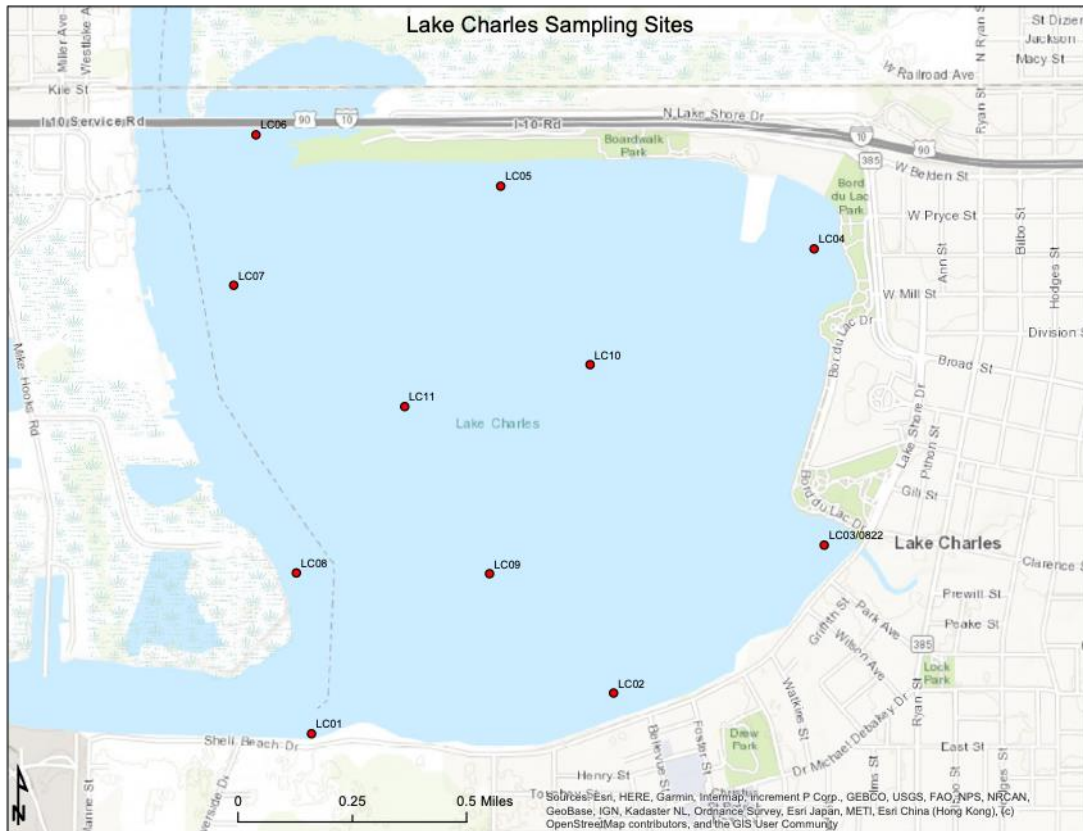 Lake Charles Sampling Sites
Miller Ave
Westlake Ave
N Ryan St
St Dizier
Jackson
Macy St
W Railroad Ave
Ryan St
Kile St
I-10 Service Rd
90
10
I-10-Rd
N Lake Shore Dr
10
90
385
LC06
Boardwalk
Park
W Belden St
LC05
Bord
du Lac
Park
W Pryce St
Ann St
Bilbo St
Hodges St
LC04
LC07
W Mill St
Bor du Lac Dr
Division S
Mike Hooks Rd
LC10
Broad St
LC11
Lake Charles
Lake Shore Dr
Pithon St
Bord du Lac Dr
Gill St
LC03/0822
Lake Charles
Clarence S
LC08
LC09
Prewitt St
Griffith St
Park Ave
Wilson Ave
Peake St
385
Lock
Park
LC02
Watkins St
Ryan St
Dr Michael Debakey Dr
LC01
Shell Beach Dr
Bellevue St
Foster St
Drew
Park
East St
Henry St
0
0.25
0.5 Miles
Sources: Esri, HERE, Garmin, Intermap, increment P Corp., GEBCO, USGS, FAO, NPS, NRCAN,
GeoBase, IGN, Kadaster NL, Ordnance Survey, Esri Japan, METI, Esri China (Hong Kong), (c)
OpenStreetMap contributors, and the GIS User Community